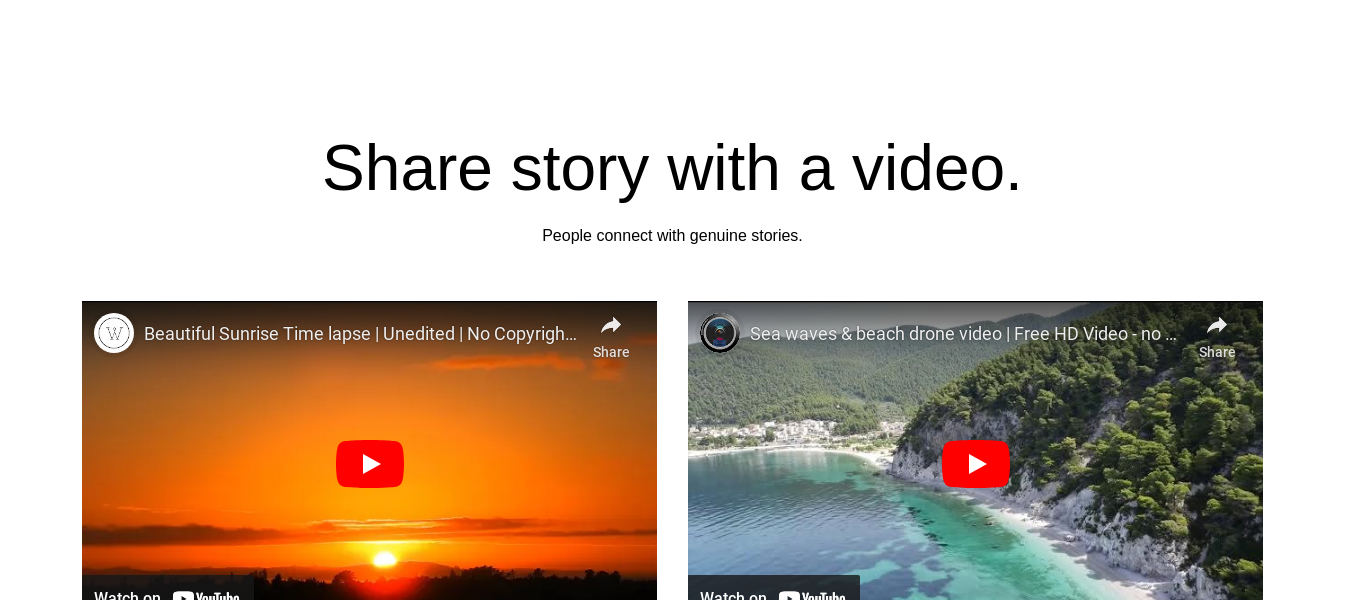 Share story with a video.
People connect with genuine stories.
W
Beautiful Sunrise Time lapse | Unedited | No Copyrigh...
Share
Sea waves & beach drone video | Free HD Video - no ...
Share
Watch on YouTube
Watch on YouTube